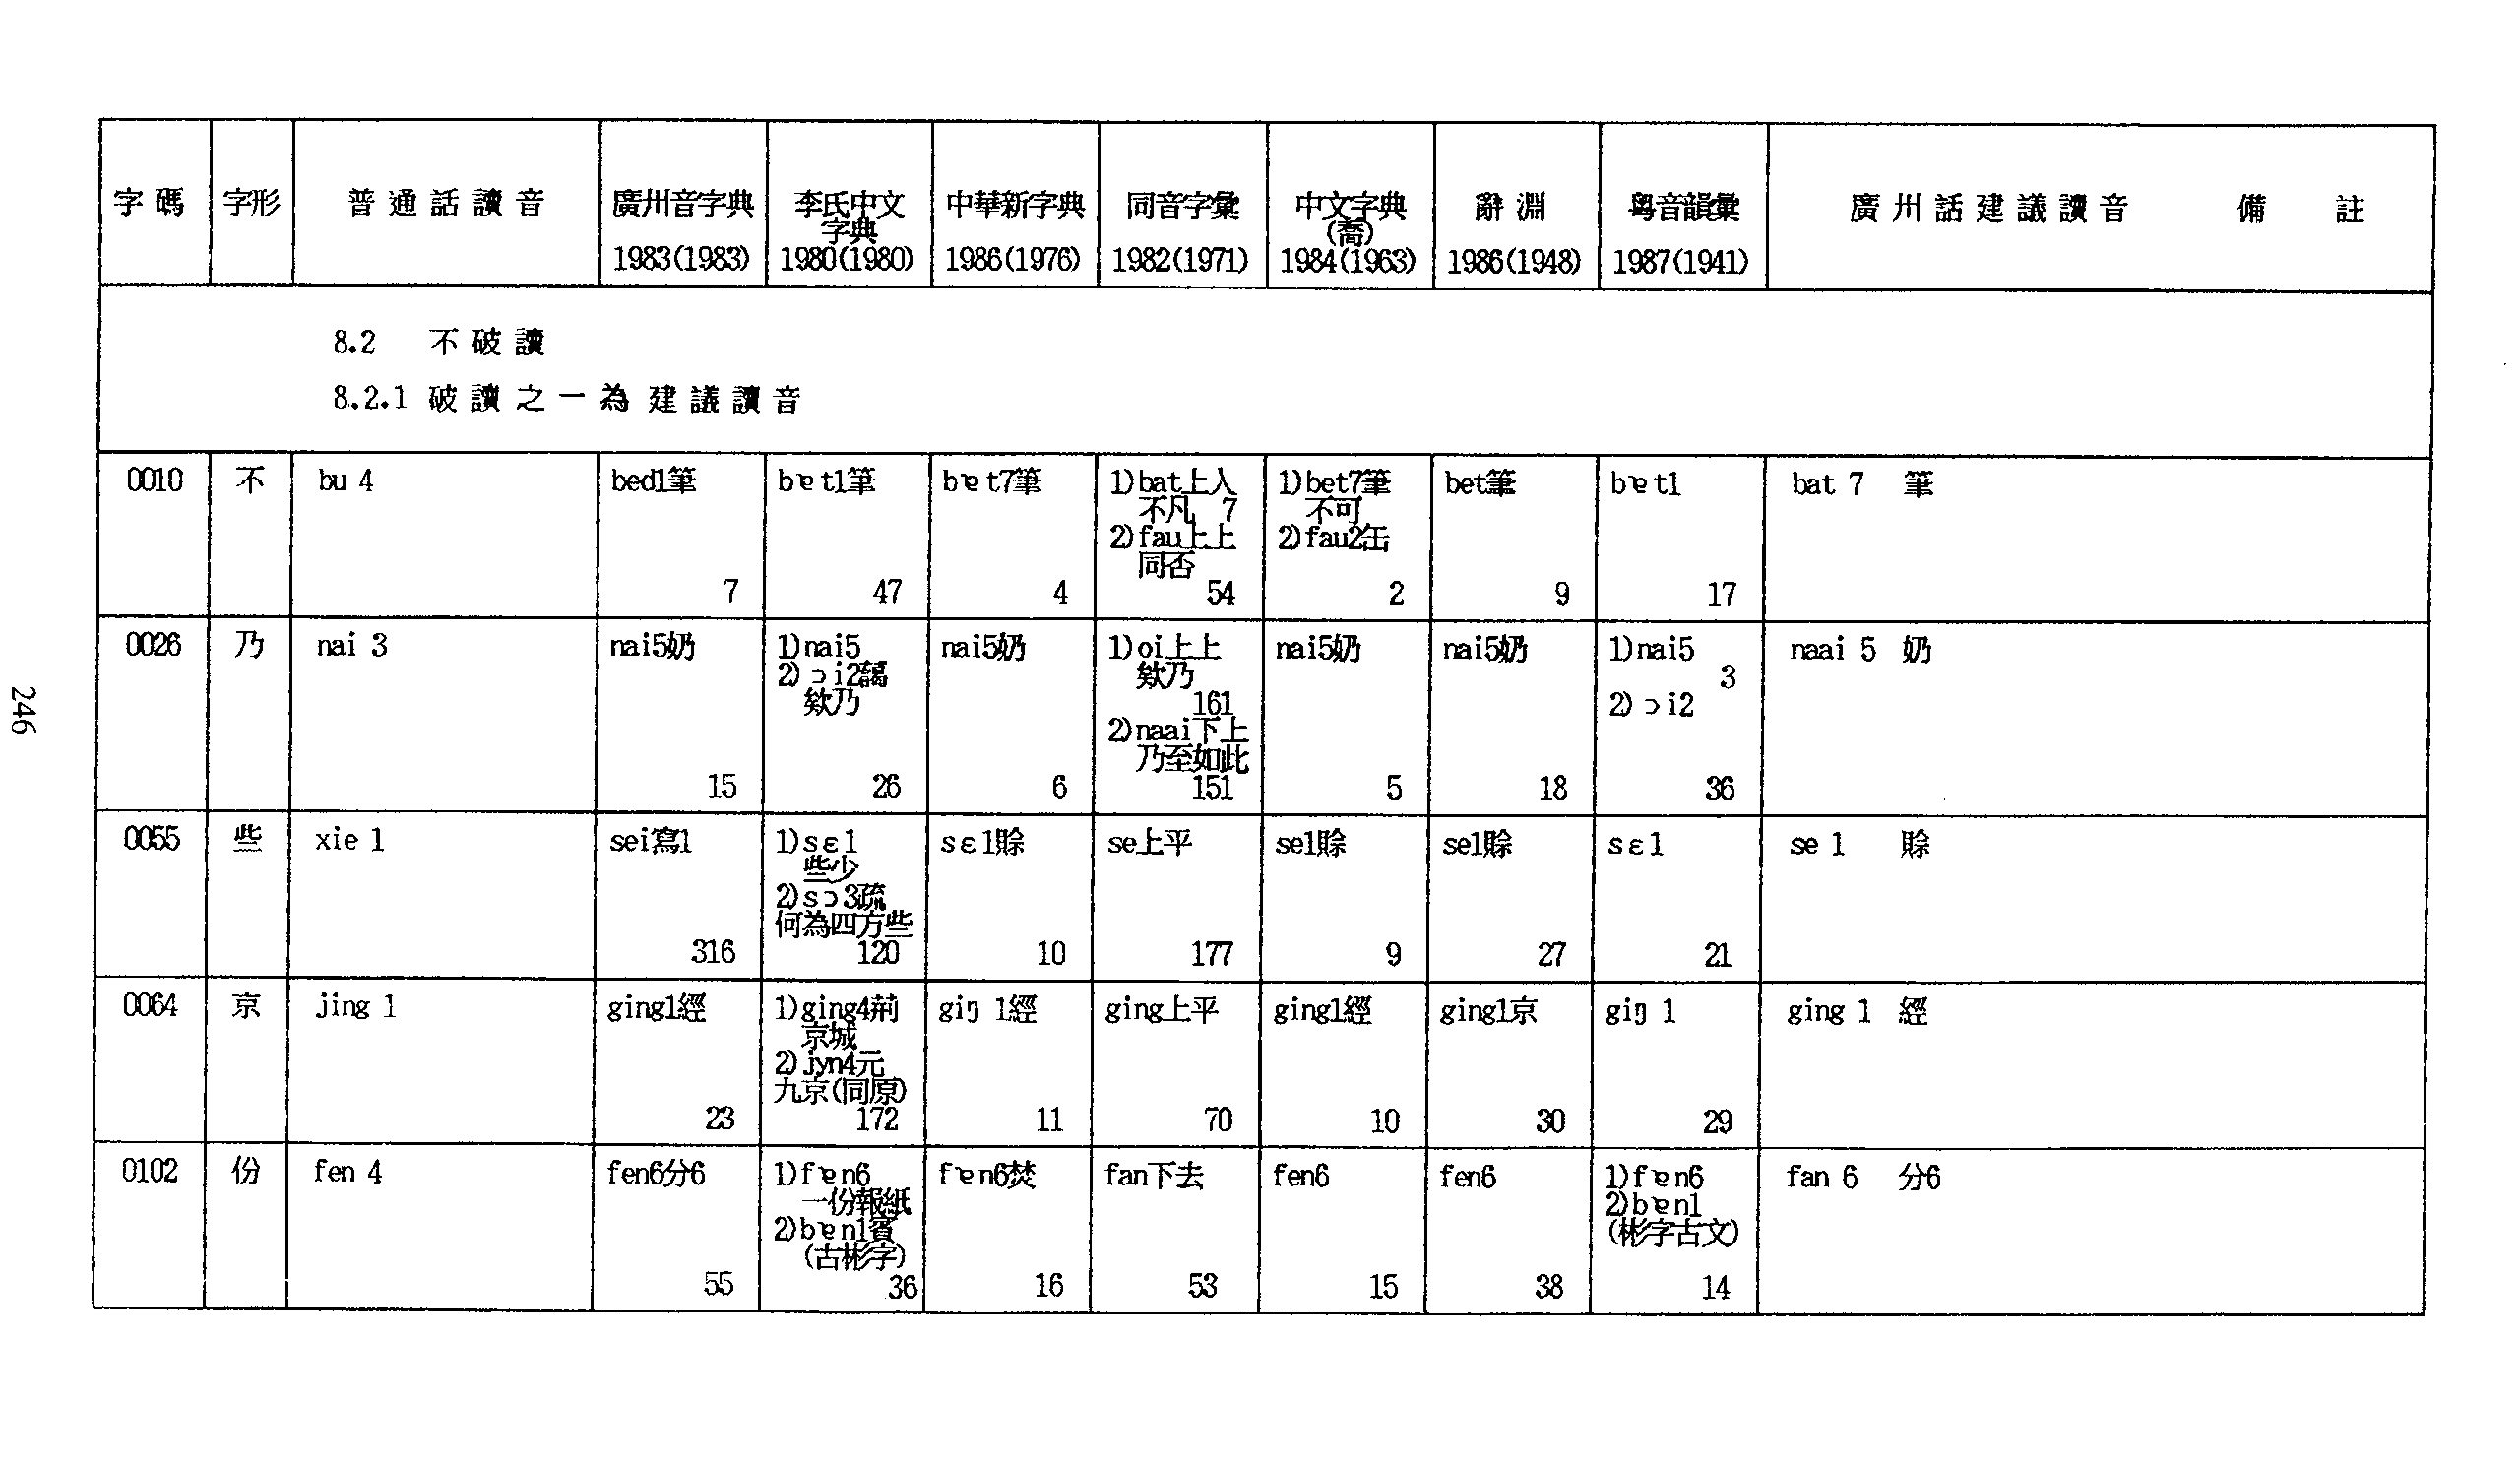 字碼 字形 普通話讀音 廣州音字典 1983(1983) 李氏中文字典 1980(1980) 中華新字典 1986(1976) 同音字彙 1982(1971) 中文字典(喬) 1984(1963) 辭淵 1986(1948) 粵音韻彙 1987(1941) 廣州話建議讀音 備註
8.2 不破讀
8.2.1 破讀之一為建議讀音
0010 不 bu 4
bed1筆
7
bɐt1筆
47
bɐt7筆
4
1)bat上入
不凡 7
2)fau上上
同否
54
1)bet7筆
不可
2)fau2缶
2
bet筆
9
bɐt1
17
bat 7 筆
0026 乃 nai 3
nai5奶
15
1)nai5
2)ɔi2藹
欸乃
26
nai5奶
6
1)oi上上
欸乃
161
2)naai下上
乃至如此
151
nai5奶
5
nai5奶
18
1)nai5
3
2)ɔi2
36
naai 5 奶
0055 些 xie 1
sei寫1
316
1)sɛ1
些少
2)sɔ3疏
何為四方些
120
sɛ1賒
10
se上平
177
se1賒
9
se1賒
27
sɛ1
21
se 1 賒
0064 京 jing 1
ging1經
23
1)ging4荊
京城
2)jyn4元
九京(同原)
172
giŋ 1經
11
ging上平
70
ging1經
10
ging1京
30
giŋ 1
29
ging 1 經
0102 份 fen 4
fen6分6
55
1)fɐn6
一份報紙
2)bɐn1賓
(古彬字)
36
fɐn6焚
16
fan下去
53
fen6
15
fen6
38
1)fɐn6
2)bɐn1
(彬字古文)
14
fan 6 分6
246